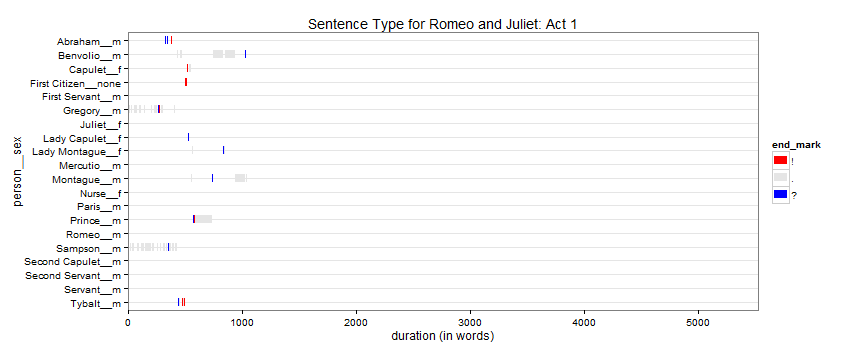 Sentence Type for Romeo and Juliet: Act 1
Abraham__m
Benvolio__m
Capulet__f
First Citizen__none
First Servant__m
Gregory__m
Juliet__f
Lady Capulet__f
Lady Montague__f
Mercutio__m
Montague__m
Nurse__f
Paris__m
Prince__m
Romeo__m
Sampson__m
Second Capulet__m
Second Servant__m
Servant__m
Tybalt__m
person__sex
0 1000 2000 3000 4000 5000
duration (in words)
end_mark
!
.
?